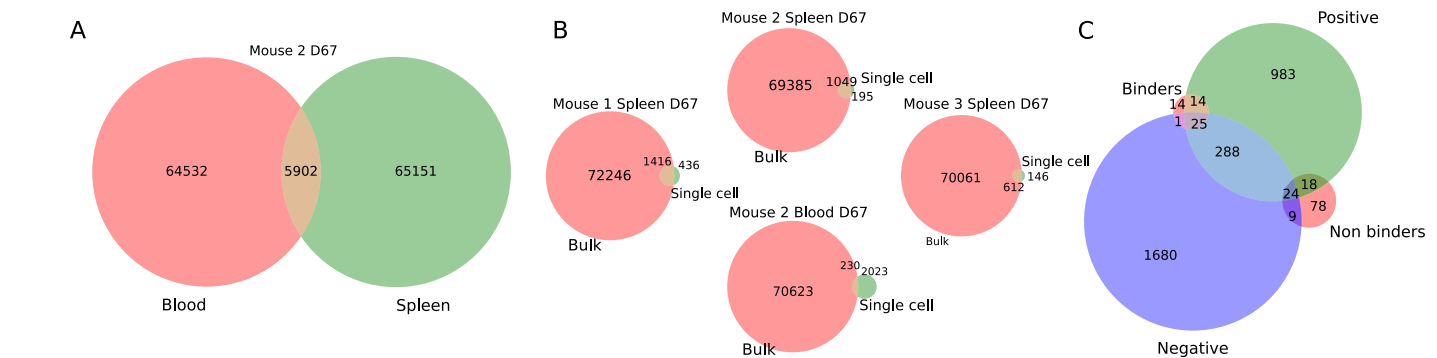 A
Mouse 2 D67
64532
5902
65151
Blood
Spleen
B
Mouse 2 Spleen D67
69385
1049
Single cell
195
Bulk
Mouse 1 Spleen D67
72246
1416
436
Single cell
Bulk
Mouse 3 Spleen D67
70061
Single cell
146
612
Bulk
Mouse 2 Blood D67
70623
230
2023
Single cell
Bulk
C
Positive
983
Binders
14
14
1
25
288
18
24
78
9
Non binders
1680
Negative